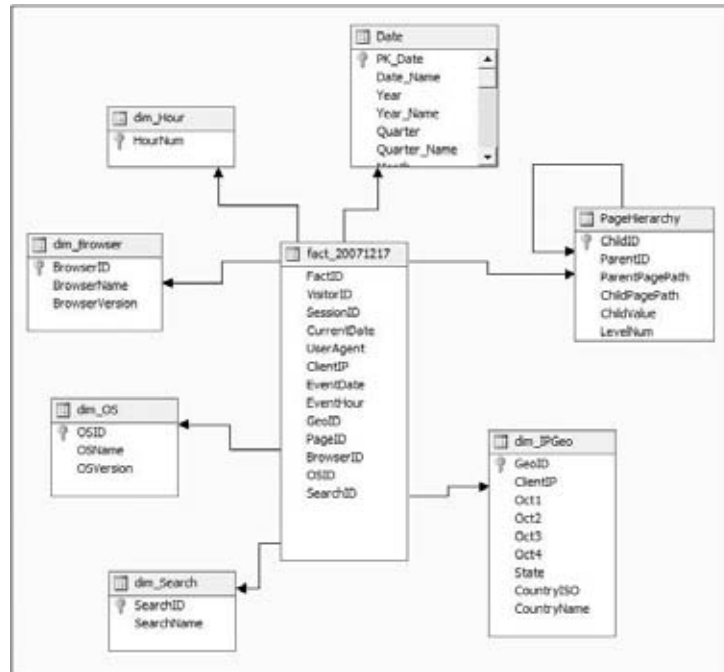 Date
PK_Date
Date_Name
Year
Year_Name
Quarter
Quarter_Name
Month
dim_Hour
HourNum
PageHierarchy
ChildID
ParentID
ParentPagePath
ChildPagePath
ChildValue
LevelNum
dim_Browser
BrowserID
BrowserName
BrowserVersion
fact_20071217
FactID
VisitorID
SessionID
CurrentDate
UserAgent
ClientIP
EventDate
EventHour
GeoID
PageID
BrowserID
OSID
SearchID
dim_OS
OSID
OSName
OSVersion
dim_IPGeo
GeoID
ClientIP
Oct1
Oct2
Oct3
Oct4
State
CountryISO
CountryName
dim_Search
SearchID
SearchName